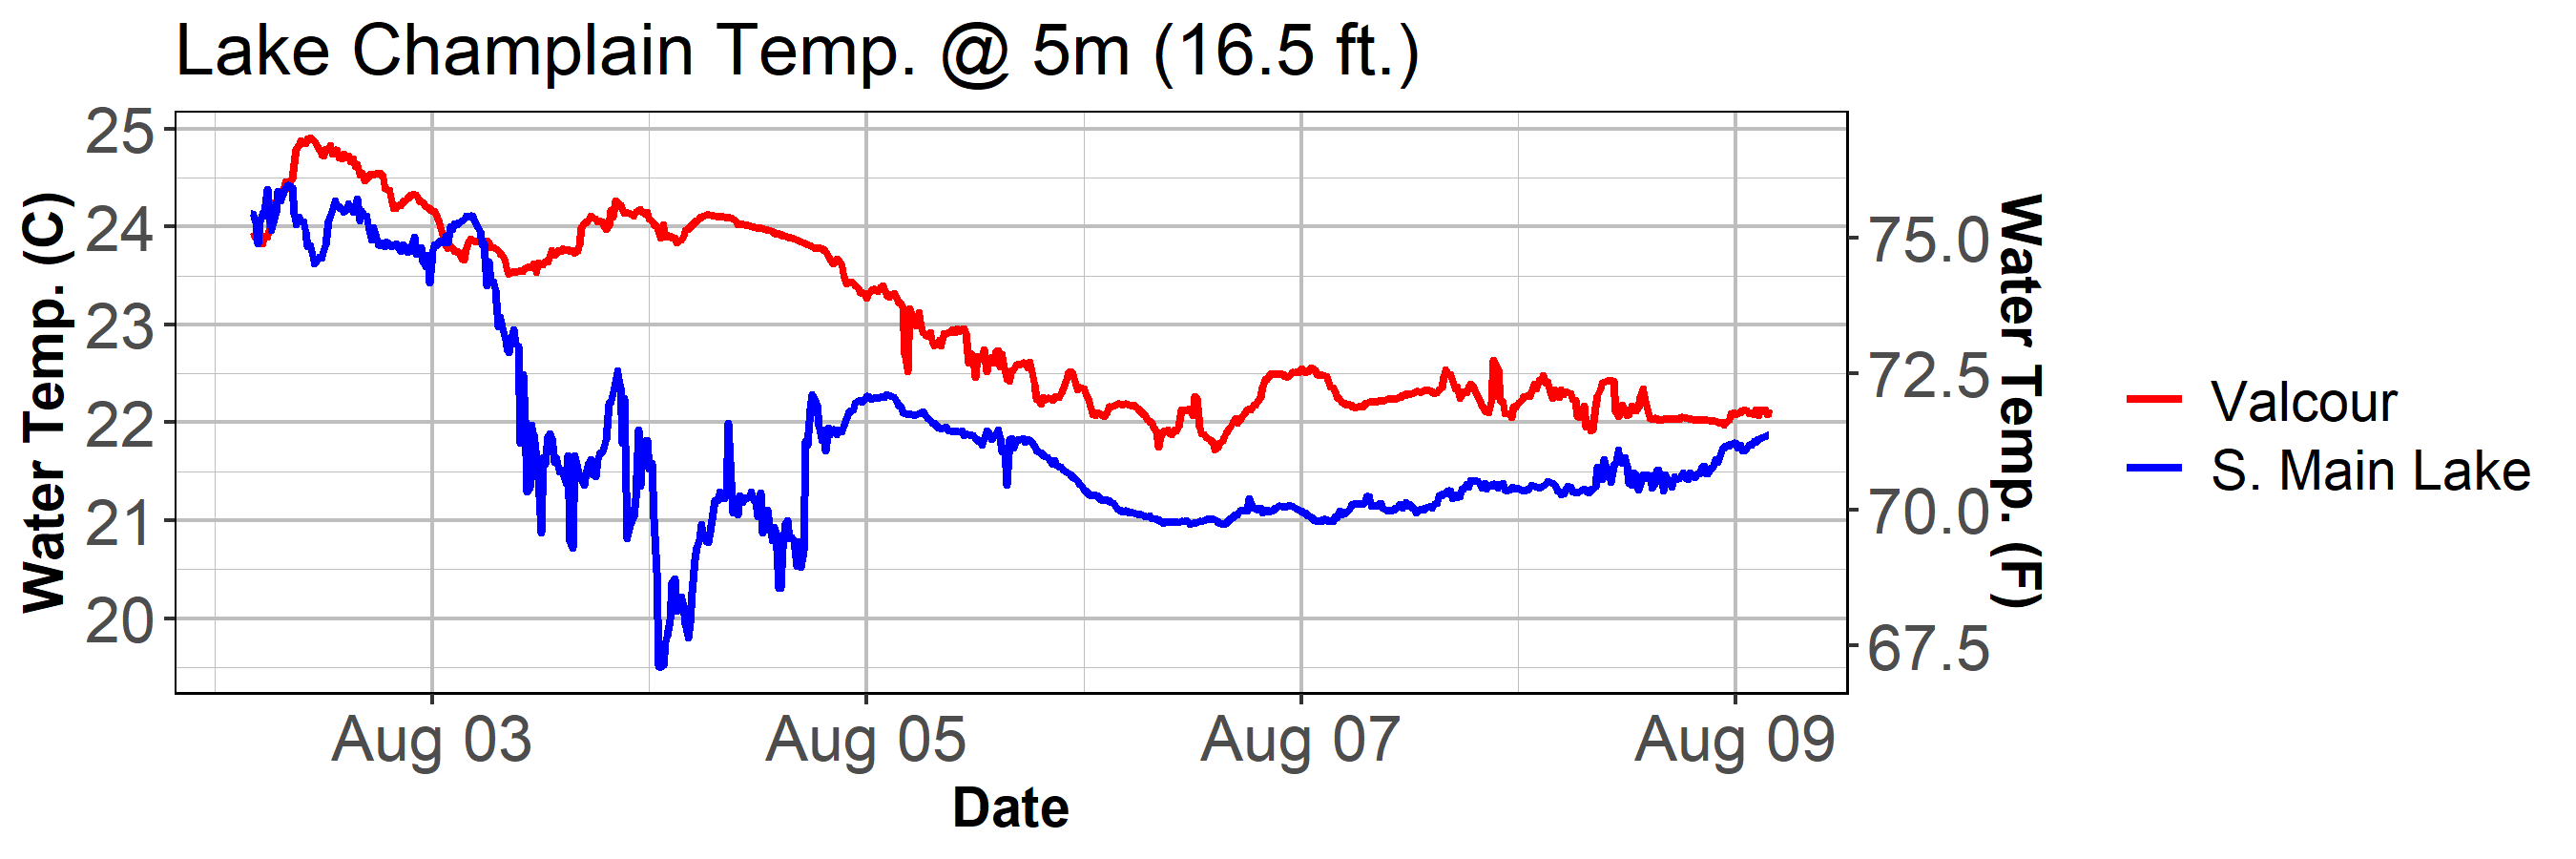 Lake Champlain Temp. @ 5m (16.5 ft.)
Water Temp. (C)
25
24
23
22
21
20
75.0
72.5
70.0
67.5
Water Temp. (F)
Valcour
S. Main Lake
Aug 03
Aug 05
Aug 07
Aug 09
Date